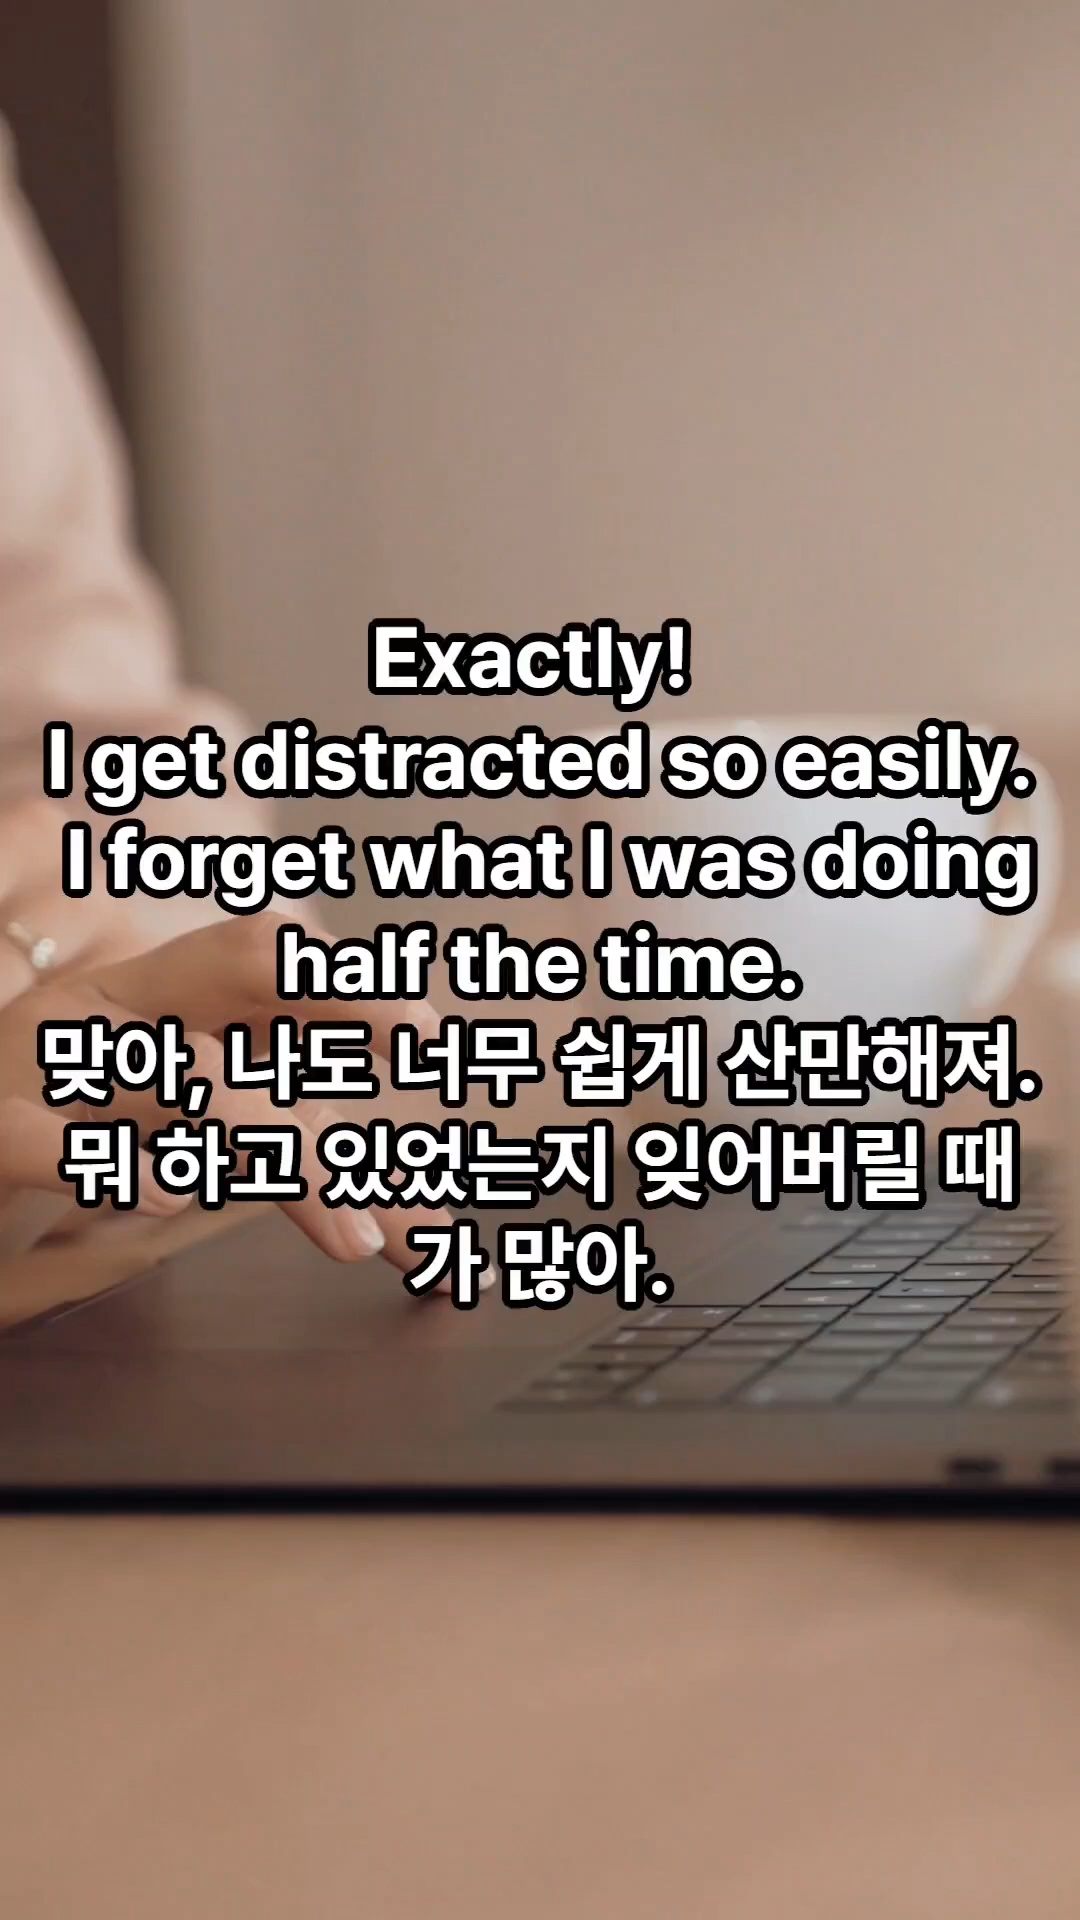 Exactly!
I get distracted so easily.
I forget what I was doing
half the time.
맞아, 나도 너무 쉽게 산만해져.
뭐 하고 있었는지 잊어버릴 때
가 많아.